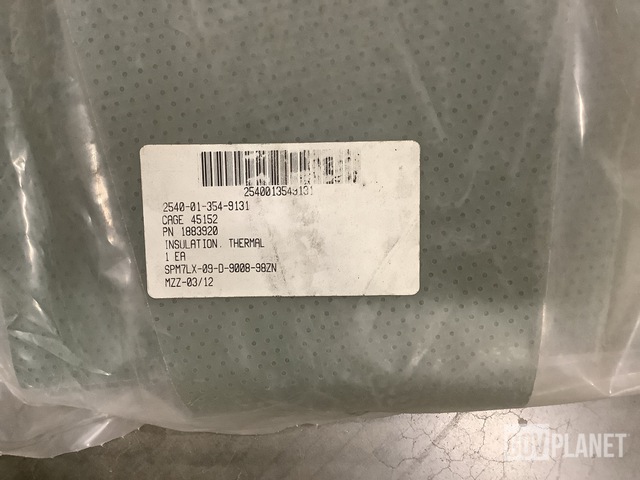 2540013549131
2540-01-354-9131
CAGE 45152
PN 1883920
INSULATION, THERMAL
1 EA
SPM7LX-09-D-9008-98ZN
MZZ-03/12
GOVPLANET